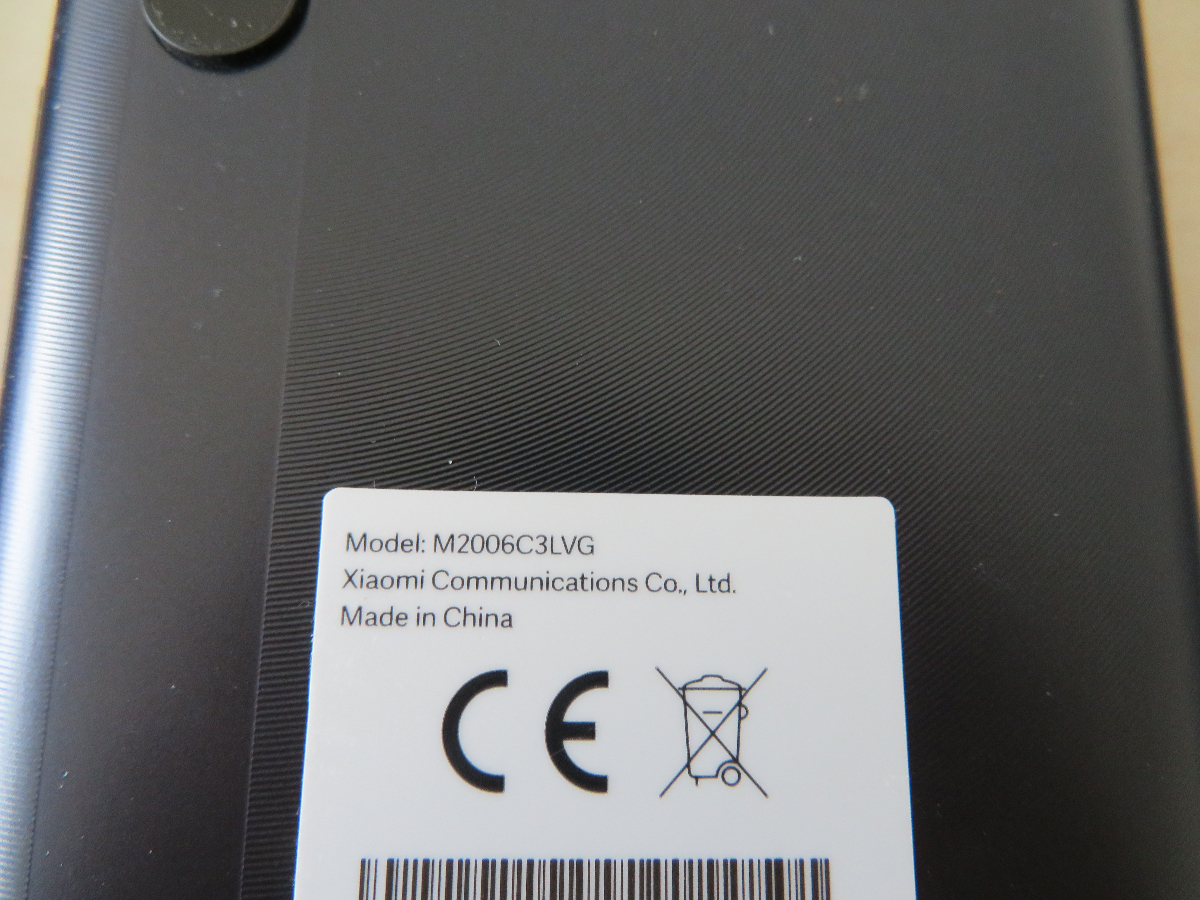 Model: M2006C3LVG
Xiaomi Communications Co., Ltd.
Made in China
CE